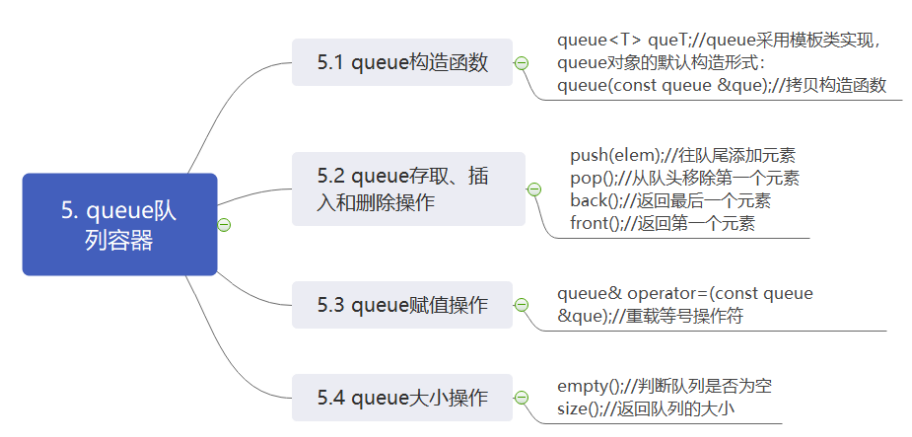 5. queue队
列容器
5.1 queue构造函数
queue<T> queT;//queue采用模板类实现,
queue对象的默认构造形式：
queue(const queue &que);//拷贝构造函数
5.2 queue存取、插
入和删除操作
push(elem);//往队尾添加元素
pop();//从队头移除第一个元素
back();//返回最后一个元素
front();//返回第一个元素
5.3 queue赋值操作
queue& operator=(const queue
&que);//重载等号操作符
5.4 queue大小操作
empty();//判断队列是否为空
size();//返回队列的大小